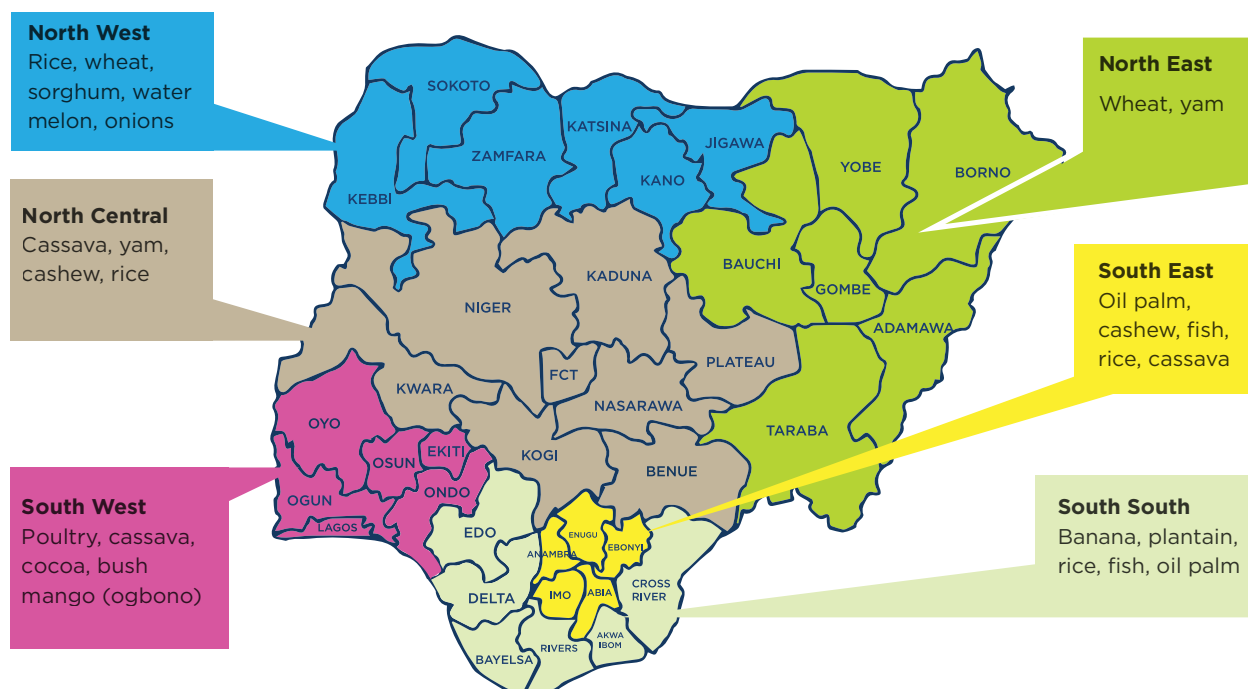 North West
Rice, wheat,
sorghum, water
melon, onions
North Central
Cassava, yam,
cashew, rice
South West
Poultry, cassava,
cocoa, bush
mango (ogbono)
North East
Wheat, yam
South East
Oil palm,
cashew, fish,
rice, cassava
South South
Banana, plantain,
rice, fish, oil palm
SOKOTO
KATSINA
JIGAWA
ZAMFARA
KANO
KEBBI
YOBE
BORNO
BAUCHI
GOMBE
ADAMAWA
KADUNA
NIGER
PLATEAU
FCT
KWARA
NASARAWA
TARABA
OYO
OSUN
EKITI
KOGI
BENUE
OGUN
ONDO
LAGOS
EDO
ENUGU
EBONYI
ANAMBRA
DELTA
IMO
ABIA
CROSS
RIVER
AKWA
IBOM
RIVERS
BAYELSA